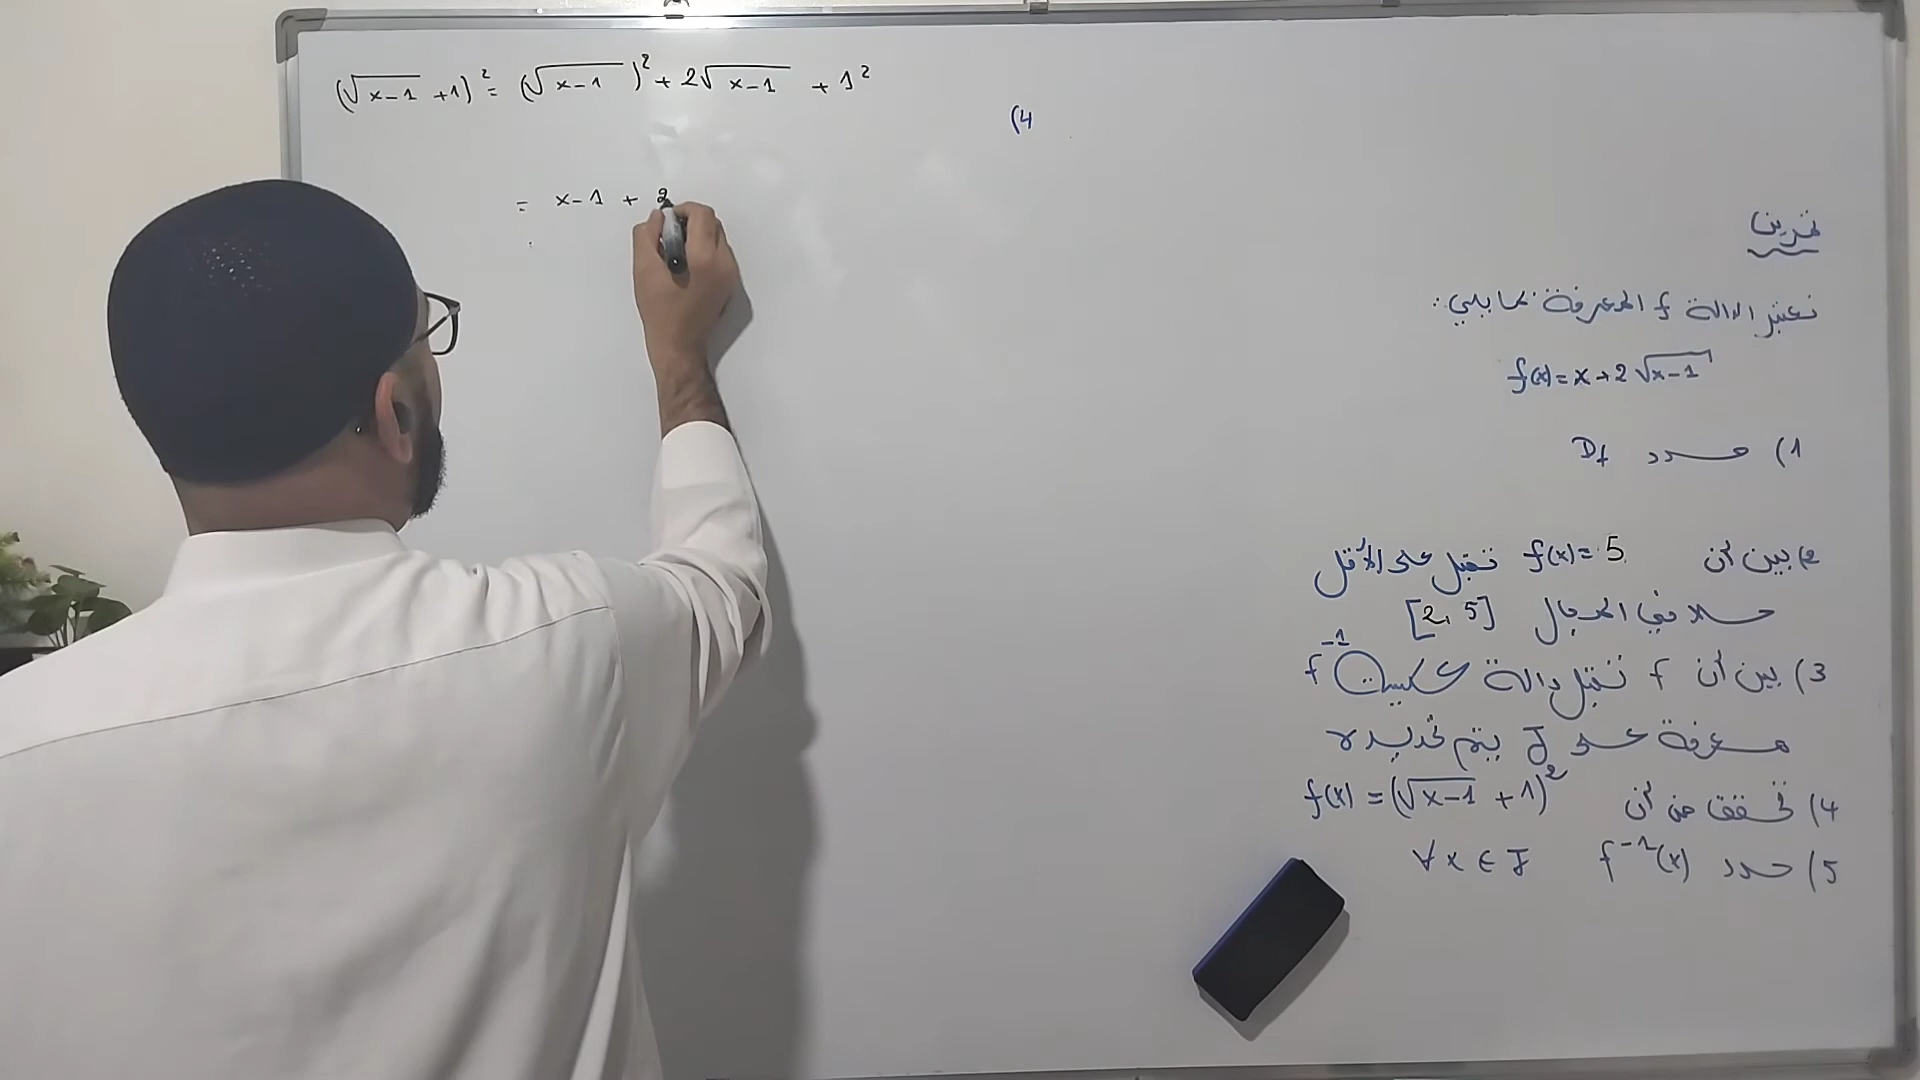 (√x-1 +1)² = (√x-1)² + 2√x-1 + 1²
= x-1 + 2
4)
تمرين
نعتبر الدالة f المعرفة بما يلي:
f(x) = x + 2√x-1
1) حدد Df
2) بين أن f(x) = 5 تقبل على الأقل
حلا في المجال [2, 5]
3) بين أن f تقبل دالة عكسية f⁻¹
معرفة على J يتم تحديده
4) تحقق من أن f(x) = (√x-1 + 1)²
5) حدد f⁻¹(x) ∀x ∈ J